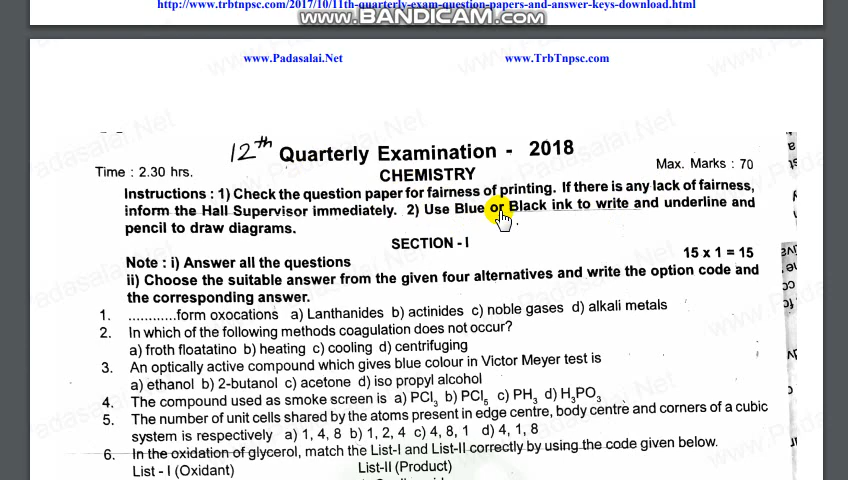 http://www.trbtnpsc.com/2017/10/11th-quarterly-exam-question-papers-and-answer-keys-download.html
www.BANDICAM.com
www.Padasalai.Net www.TrbTnpsc.com
12th Quarterly Examination - 2018
Time : 2.30 hrs. CHEMISTRY Max. Marks : 70
Instructions : 1) Check the question paper for fairness of printing. If there is any lack of fairness,
inform the Hall Supervisor immediately. 2) Use Blue or Black ink to write and underline and
pencil to draw diagrams.
SECTION - I
Note : i) Answer all the questions 15 x 1 = 15
ii) Choose the suitable answer from the given four alternatives and write the option code and
the corresponding answer.
1. ............form oxocations a) Lanthanides b) actinides c) noble gases d) alkali metals
2. In which of the following methods coagulation does not occur?
a) froth floatatino b) heating c) cooling d) centrifuging
3. An optically active compound which gives blue colour in Victor Meyer test is
a) ethanol b) 2-butanol c) acetone d) iso propyl alcohol
4. The compound used as smoke screen is a) PCl₃ b) PCl₅ c) PH₃ d) H₃PO₃
5. The number of unit cells shared by the atoms present in edge centre, body centre and corners of a cubic
system is respectively a) 1, 4, 8 b) 1, 2, 4 c) 4, 8, 1 d) 4, 1, 8
6. In the oxidation of glycerol, match the List-I and List-II correctly by using the code given below.
List - I (Oxidant) List-II (Product)